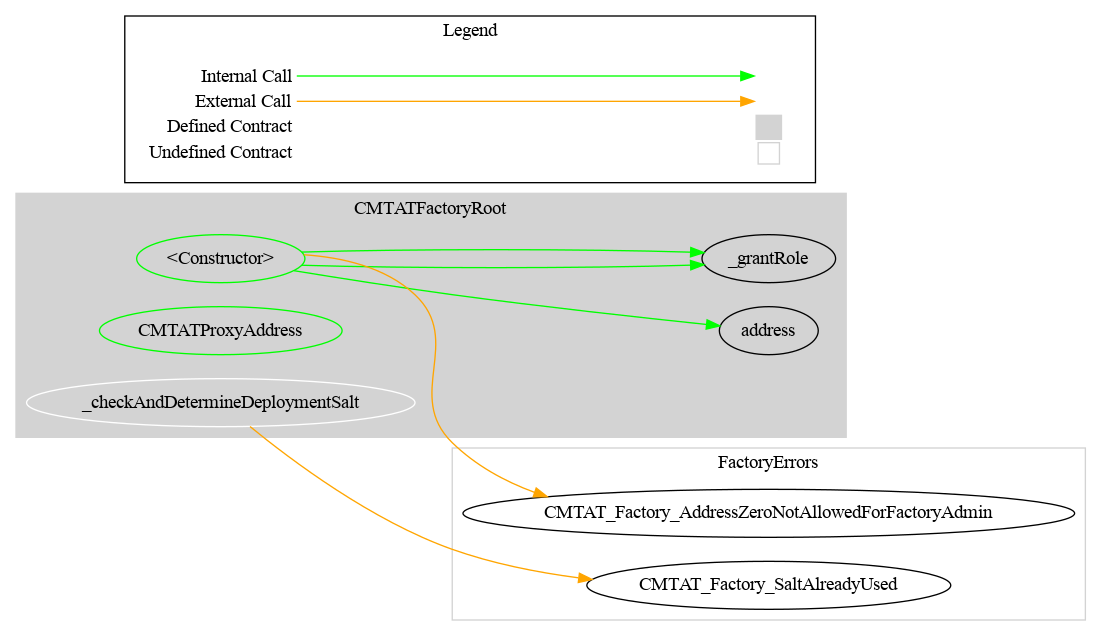 Legend
Internal Call
External Call
Defined Contract
Undefined Contract
CMTATFactoryRoot
<Constructor>
_grantRole
CMTATProxyAddress
address
_checkAndDetermineDeploymentSalt
FactoryErrors
CMTAT_Factory_AddressZeroNotAllowedForFactoryAdmin
CMTAT_Factory_SaltAlreadyUsed